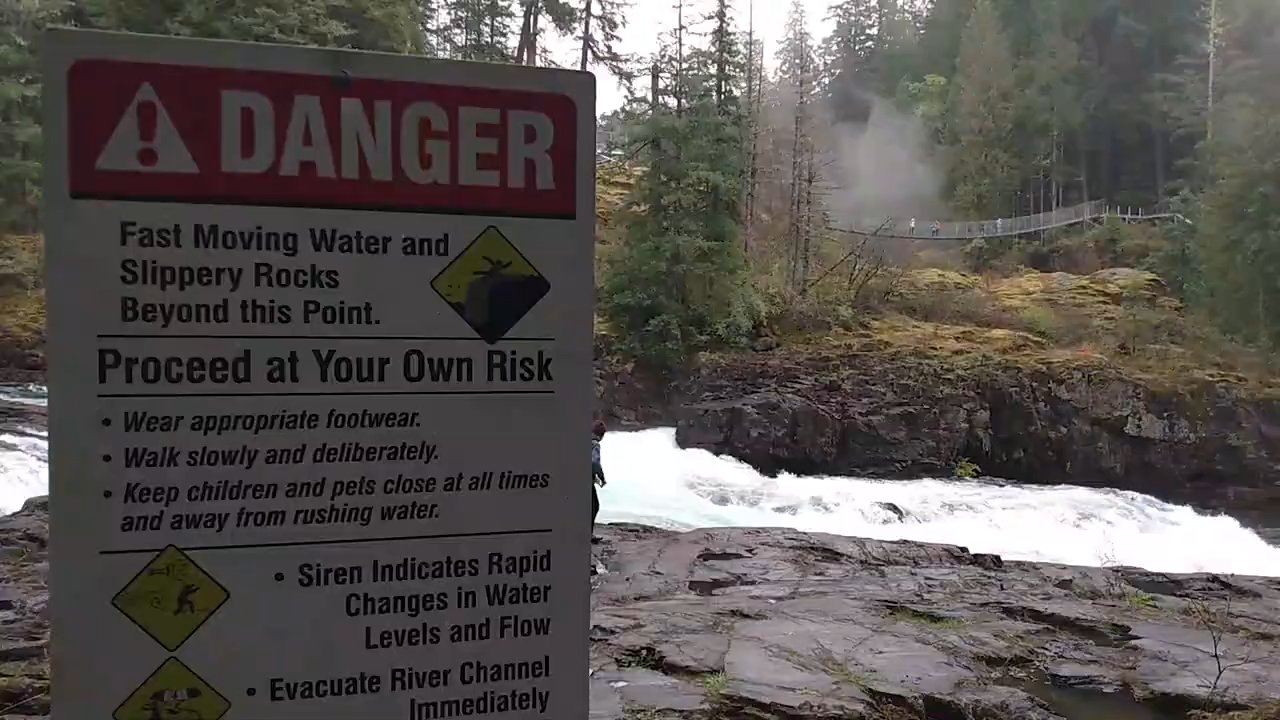 DANGER
Fast Moving Water and
Slippery Rocks
Beyond this Point.
Proceed at Your Own Risk
• Wear appropriate footwear.
• Walk slowly and deliberately.
• Keep children and pets close at all times
and away from rushing water.
• Siren Indicates Rapid
Changes in Water
Levels and Flow
• Evacuate River Channel
Immediately